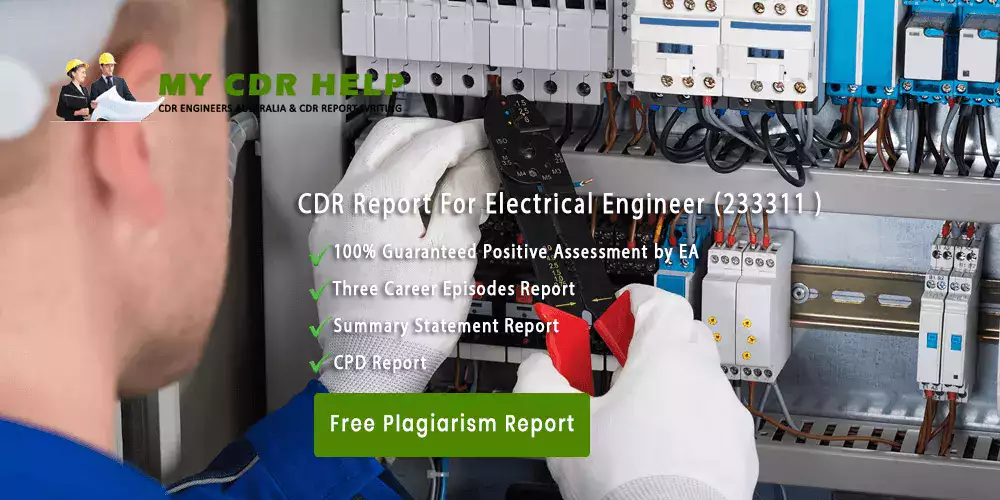 MY CDR HELP
CDR ENGINEERS AUSTRALIA & CDR REPORT WRITING
CDR Report For Electrical Engineer (233311 )
100% Guaranteed Positive Assessment by EA
Three Career Episodes Report
Summary Statement Report
CPD Report
Free Plagiarism Report